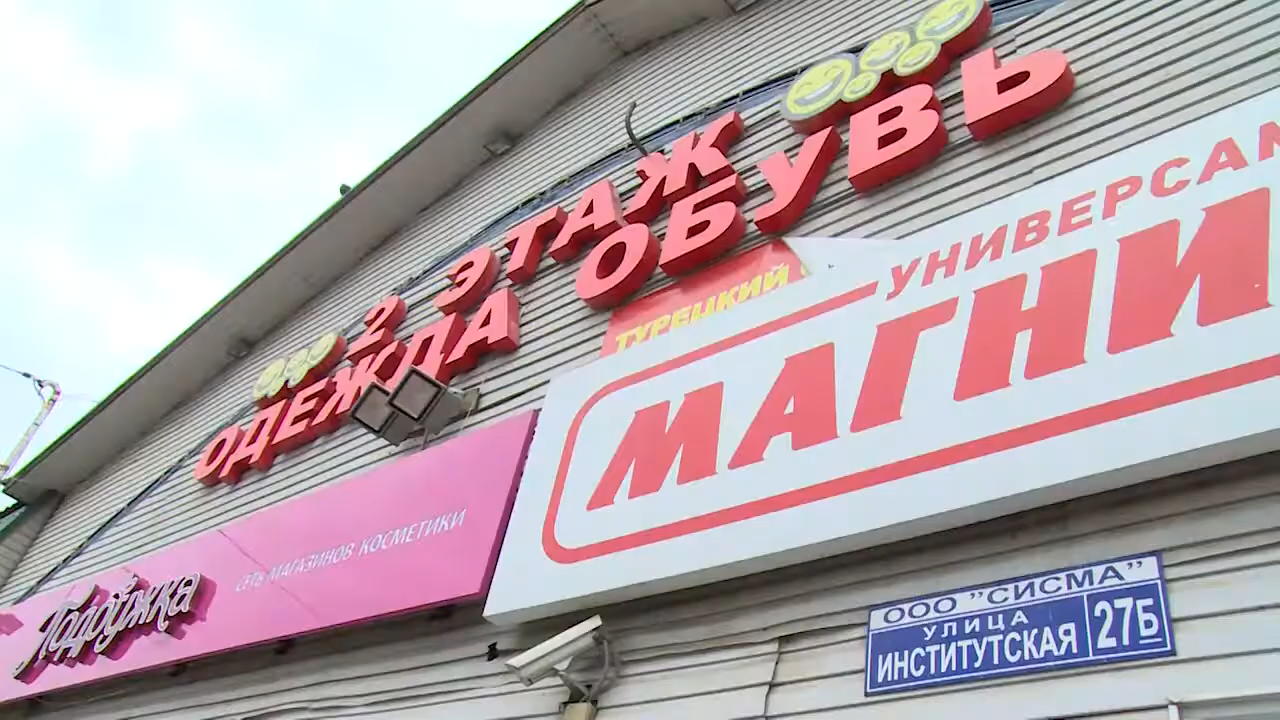 2 ЭТАЖ
ОДЕЖДА ОБУВЬ
ТУРЕЦКИЙ
УНИВЕРСАМ
МАГНИ
Подружка
СЕТЬ МАГАЗИНОВ КОСМЕТИКИ
ООО "СИСМА"
УЛИЦА
ИНСТИТУТСКАЯ
27Б